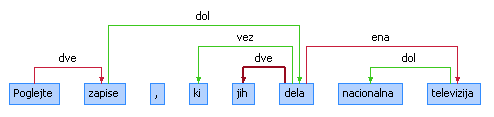 dol
vez
ena
dve
dve
dol
Poglejte zapise , ki jih dela nacionalna televizija